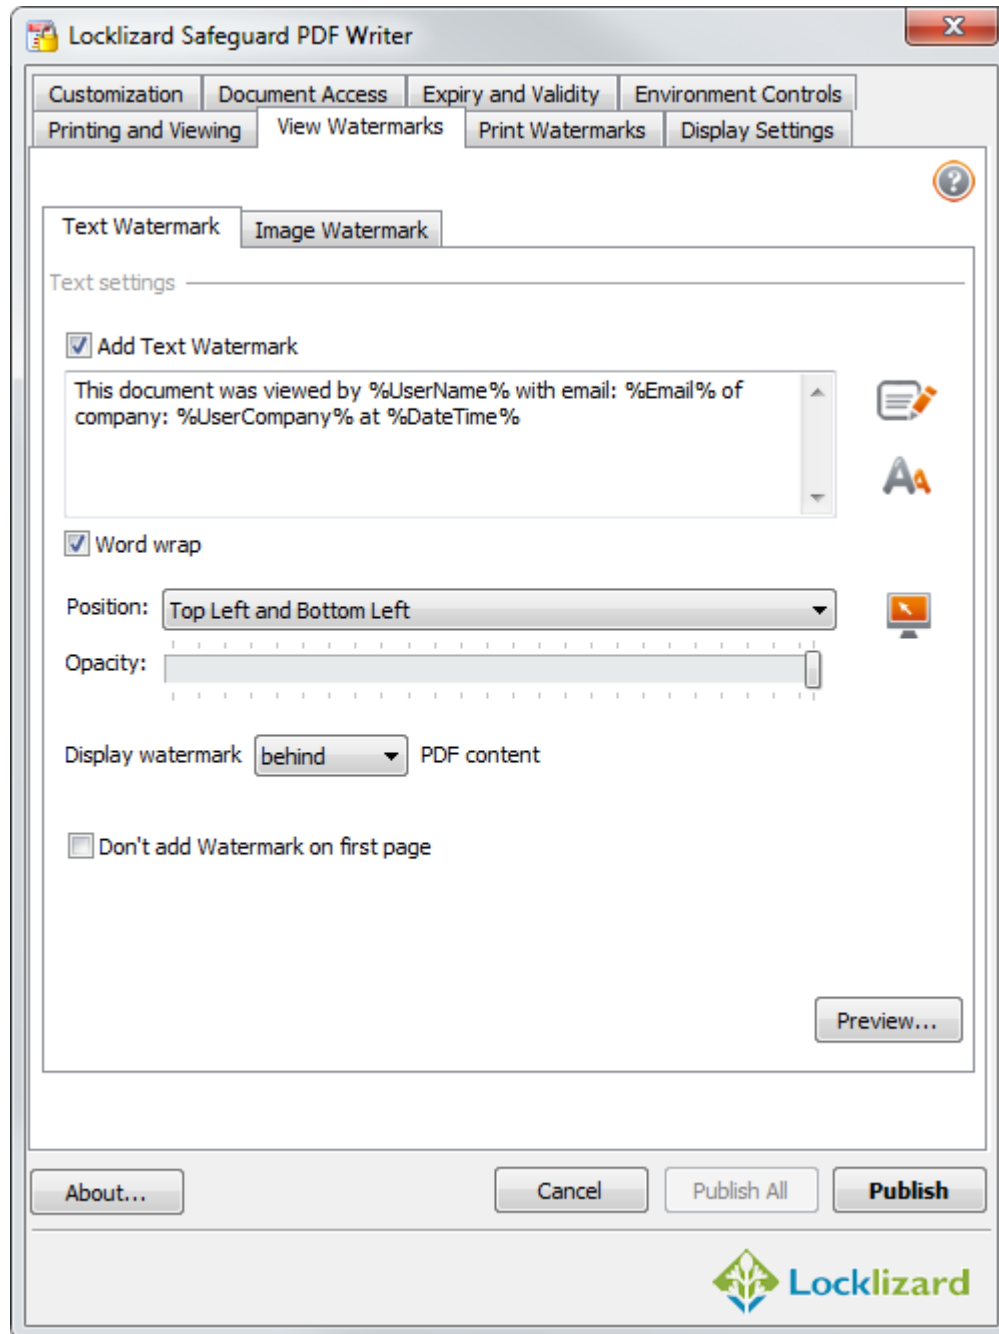 Locklizard Safeguard PDF Writer
Customization Document Access Expiry and Validity Environment Controls
Printing and Viewing View Watermarks Print Watermarks Display Settings
?
Text Watermark Image Watermark
Text settings
Add Text Watermark
This document was viewed by %UserName% with email: %Email% of
company: %UserCompany% at %DateTime%
Aa
Word wrap
Position: Top Left and Bottom Left
Opacity:
Display watermark behind PDF content
Don't add Watermark on first page
Preview...
About... Cancel Publish All Publish
Locklizard